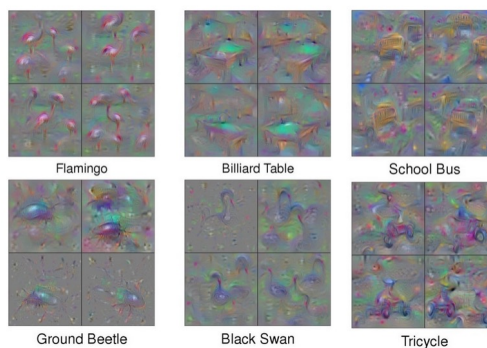 Flamingo
Billiard Table
School Bus
Ground Beetle
Black Swan
Tricycle